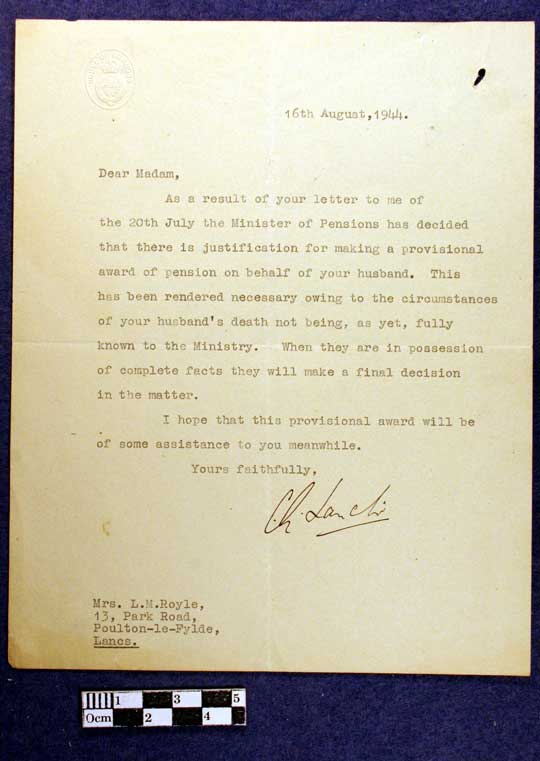 16th August,1944.
Dear Madam,
As a result of your letter to me of
the 20th July the Minister of Pensions has decided
that there is justification for making a provisional
award of pension on behalf of your husband. This
has been rendered necessary owing to the circumstances
of your husband's death not being, as yet, fully
known to the Ministry. When they are in possession
of complete facts they will make a final decision
in the matter.
I hope that this provisional award will be
of some assistance to you meanwhile.
Yours faithfully,
Mrs. L.M.Royle,
13, Park Road,
Poulton-le-Fylde,
Lancs.
1 3 5
0cm 2 4